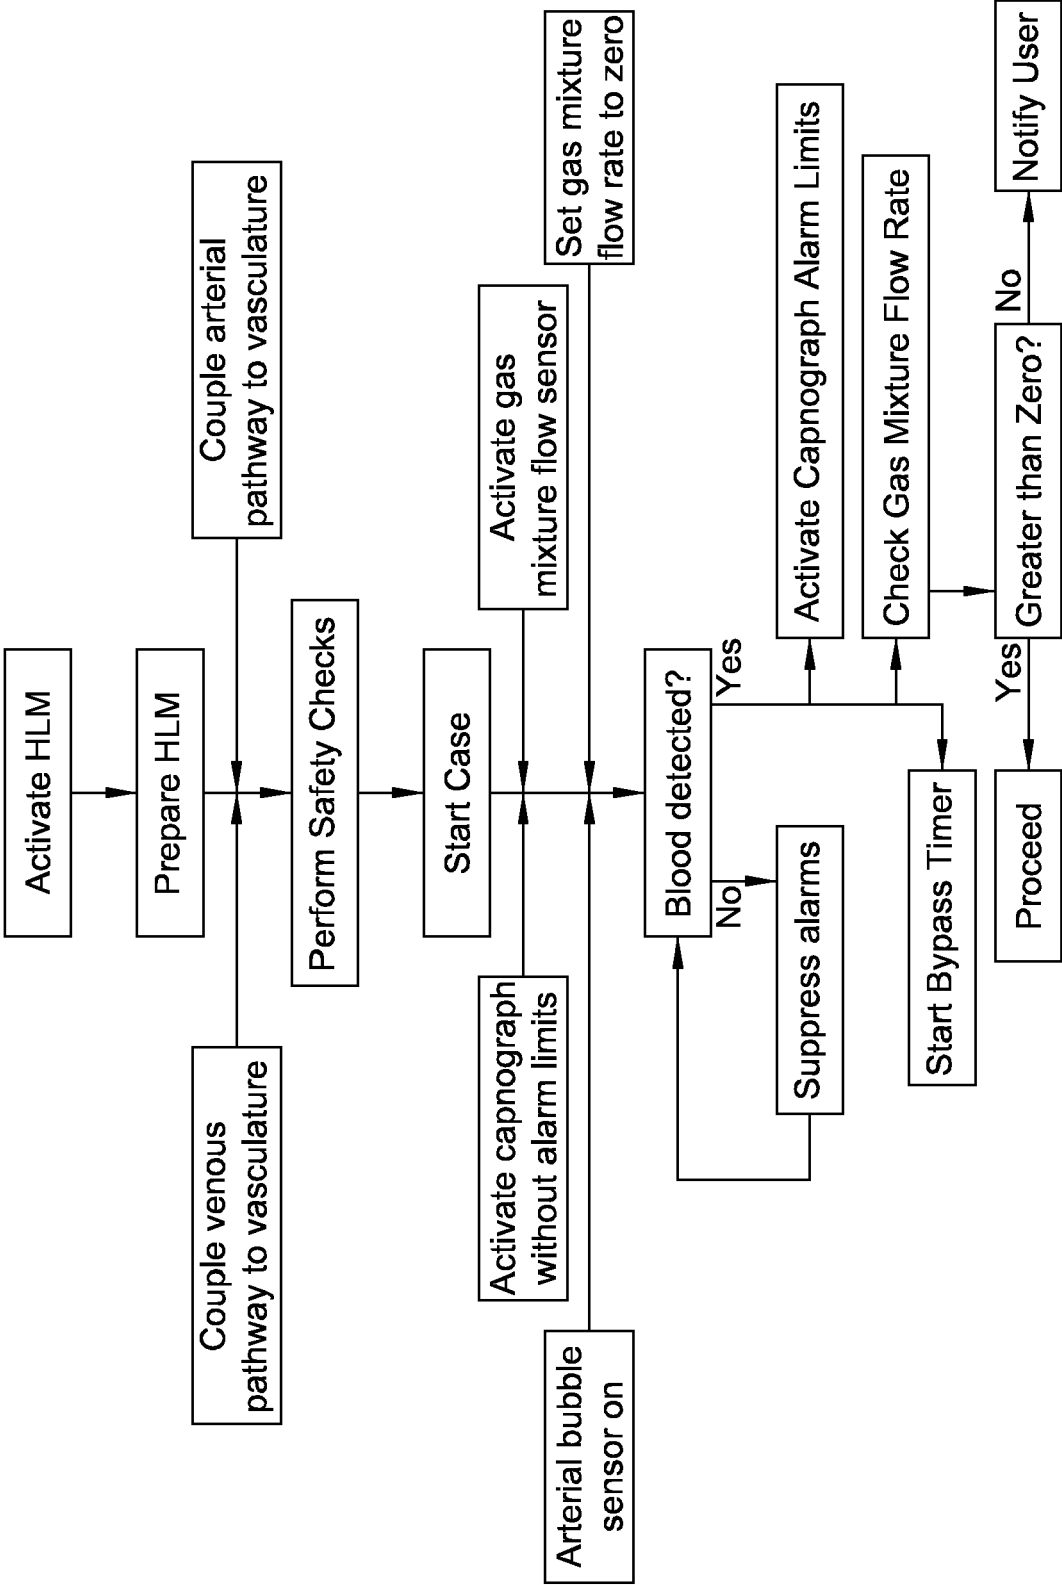 Activate HLM
Prepare HLM
Couple venous
pathway to vasculature
Couple arterial
pathway to vasculature
Perform Safety Checks
Start Case
Activate capnograph
without alarm limits
Activate gas
mixture flow sensor
Arterial bubble
sensor on
Set gas mixture
flow rate to zero
Blood detected?
No
Yes
Suppress alarms
Activate Capnograph Alarm Limits
Check Gas Mixture Flow Rate
Start Bypass Timer
Greater than Zero?
Yes
No
Proceed
Notify User